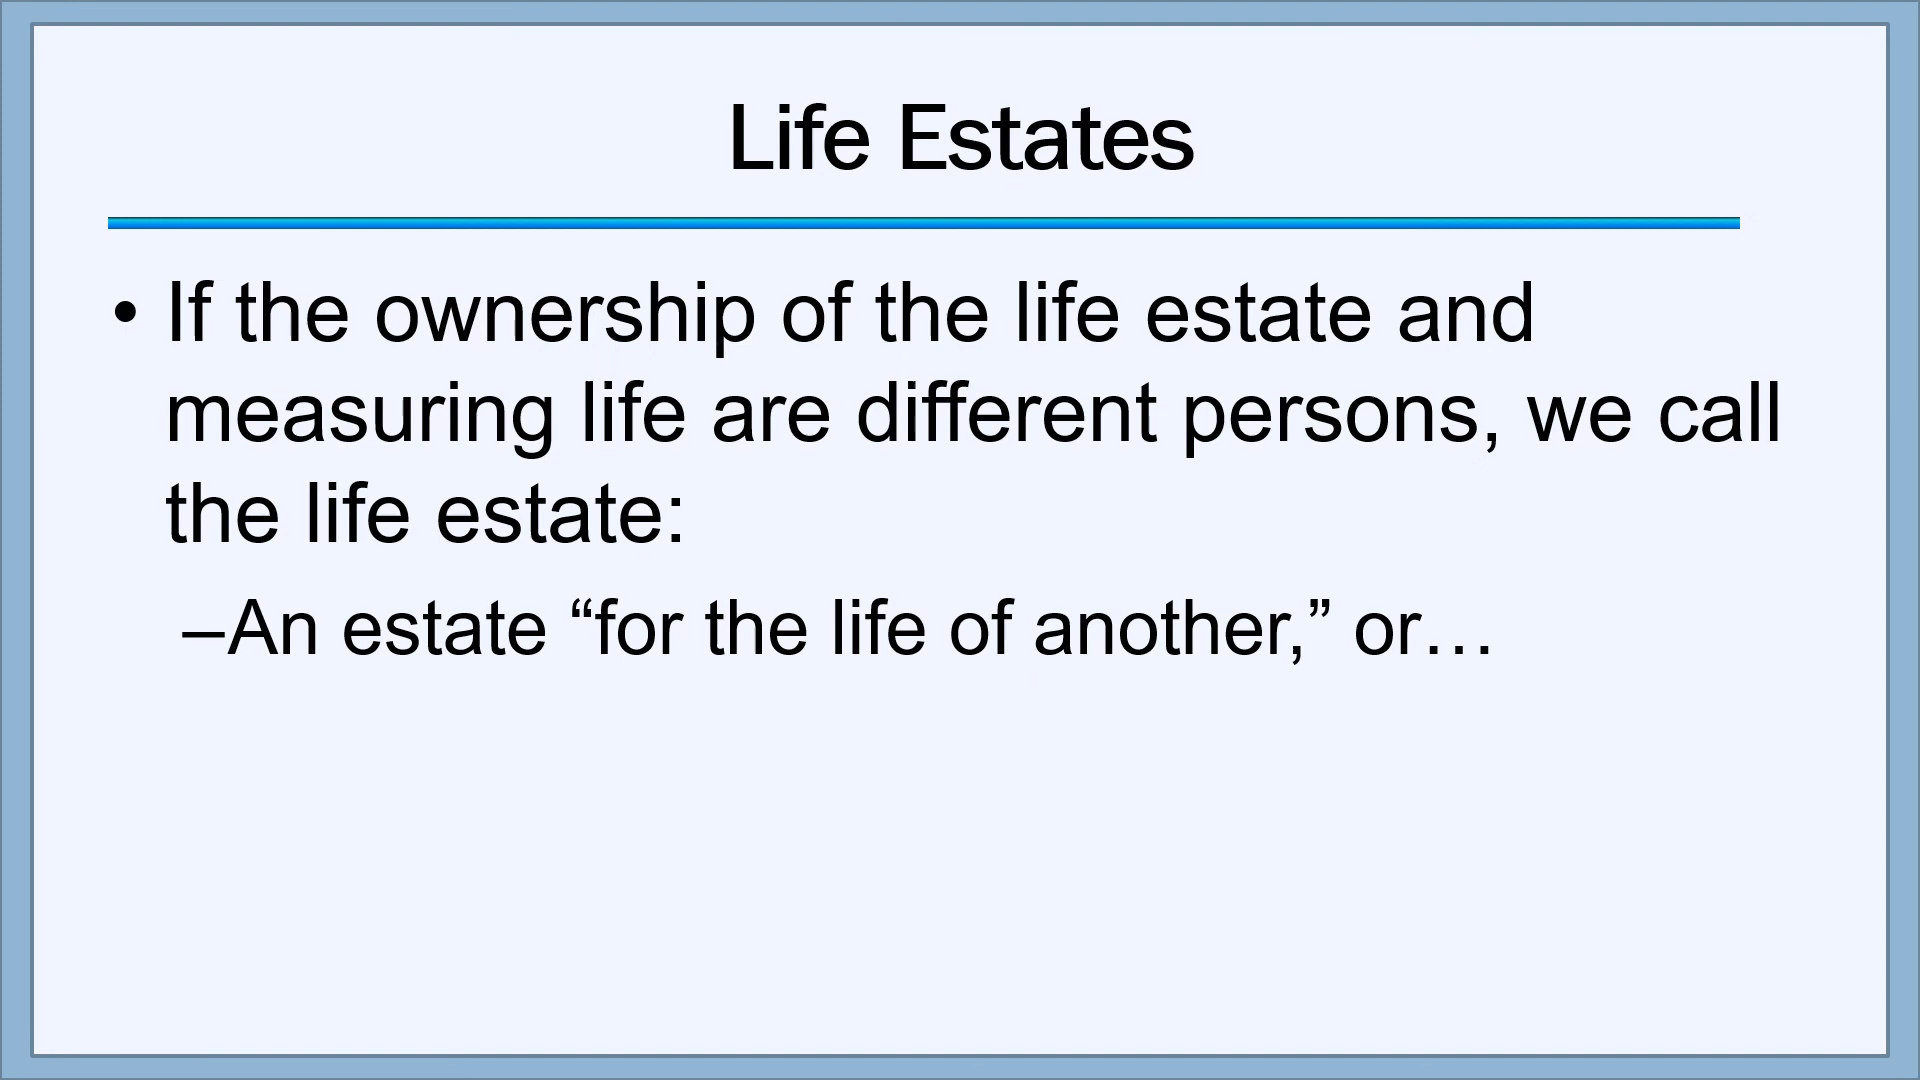 Life Estates
• If the ownership of the life estate and
measuring life are different persons, we call
the life estate:
–An estate “for the life of another,” or…